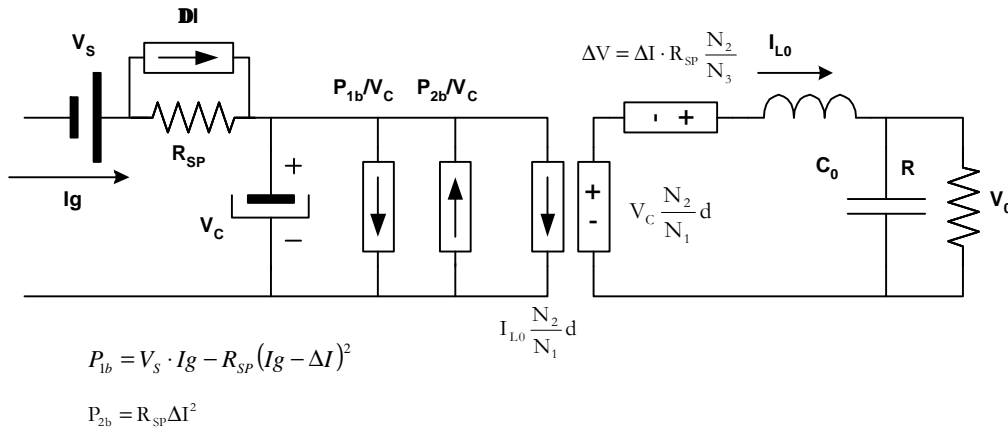 DI
V_S
ΔV = ΔI · R_SP N_2/N_3
I_L0
P_1b/V_C
P_2b/V_C
+
- +
R_SP
Ig
V_C
+
−
+
-
V_C N_2/N_1 d
C_0
R
V_0
I_L0 N_2/N_1 d
P_1b = V_S · Ig − R_SP (Ig − ΔI)^2
P_2b = R_SP ΔI^2